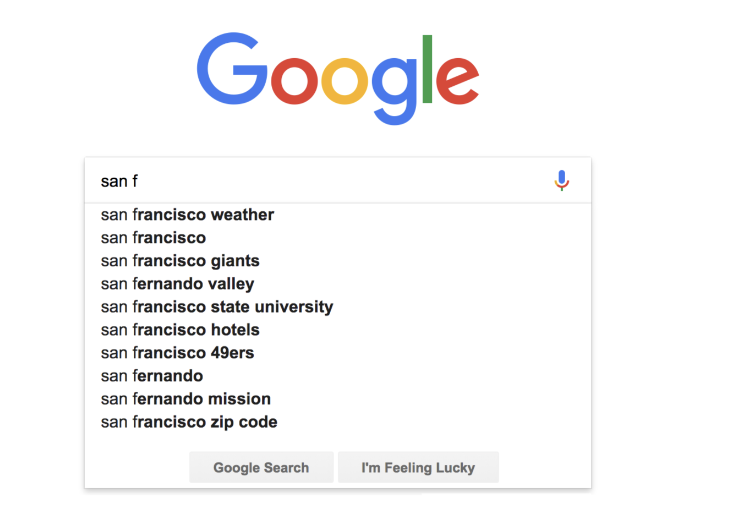 Google
san f
san francisco weather
san francisco
san francisco giants
san fernando valley
san francisco state university
san francisco hotels
san francisco 49ers
san fernando
san fernando mission
san francisco zip code
Google Search I'm Feeling Lucky